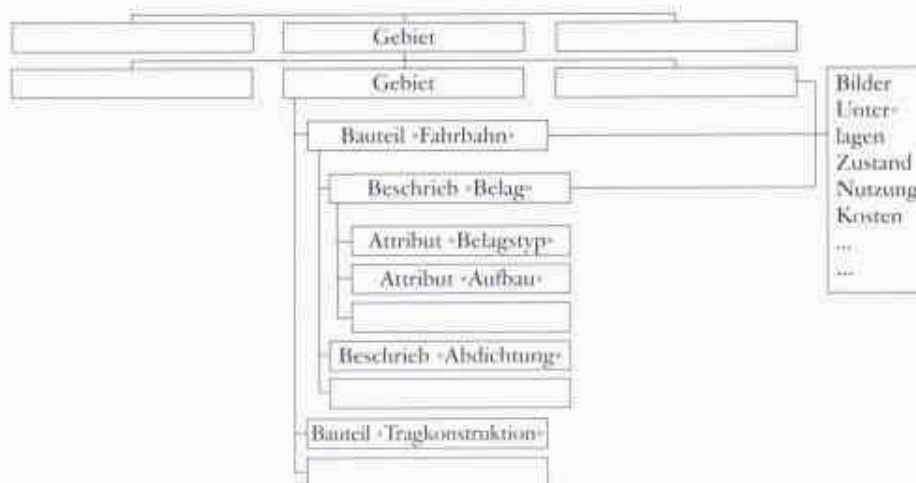 Gebiet
Gebiet
Bauteil «Fahrbahn»
Beschrieb «Belag»
Attribut «Belagstyp»
Attribut «Aufbau»
Beschrieb «Abdichtung»
Bauteil «Tragkonstruktion»
Bilder
Unter-
lagen
Zustand
Nutzung
Kosten
...
...